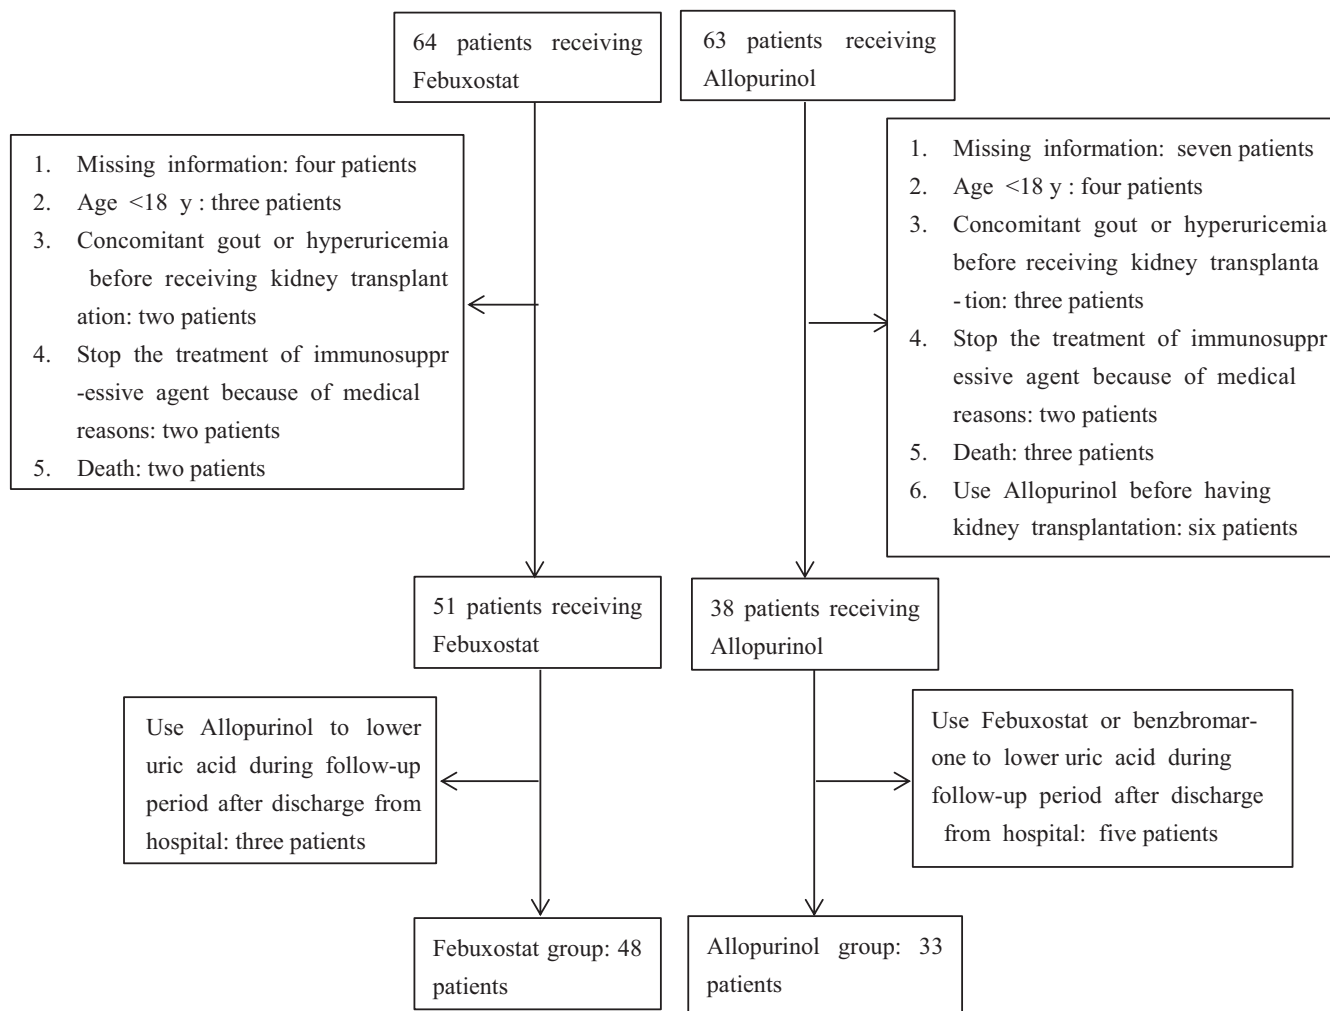 64 patients receiving
Febuxostat
63 patients receiving
Allopurinol
1. Missing information: four patients
2. Age <18 y : three patients
3. Concomitant gout or hyperuricemia
before receiving kidney transplant
ation: two patients
4. Stop the treatment of immunosuppr
-essive agent because of medical
reasons: two patients
5. Death: two patients
1. Missing information: seven patients
2. Age <18 y : four patients
3. Concomitant gout or hyperuricemia
before receiving kidney transplanta
- tion: three patients
4. Stop the treatment of immunosuppr
essive agent because of medical
reasons: two patients
5. Death: three patients
6. Use Allopurinol before having
kidney transplantation: six patients
51 patients receiving
Febuxostat
38 patients receiving
Allopurinol
Use Allopurinol to lower
uric acid during follow-up
period after discharge from
hospital: three patients
Use Febuxostat or benzbromar-
one to lower uric acid during
follow-up period after discharge
from hospital: five patients
Febuxostat group: 48
patients
Allopurinol group: 33
patients